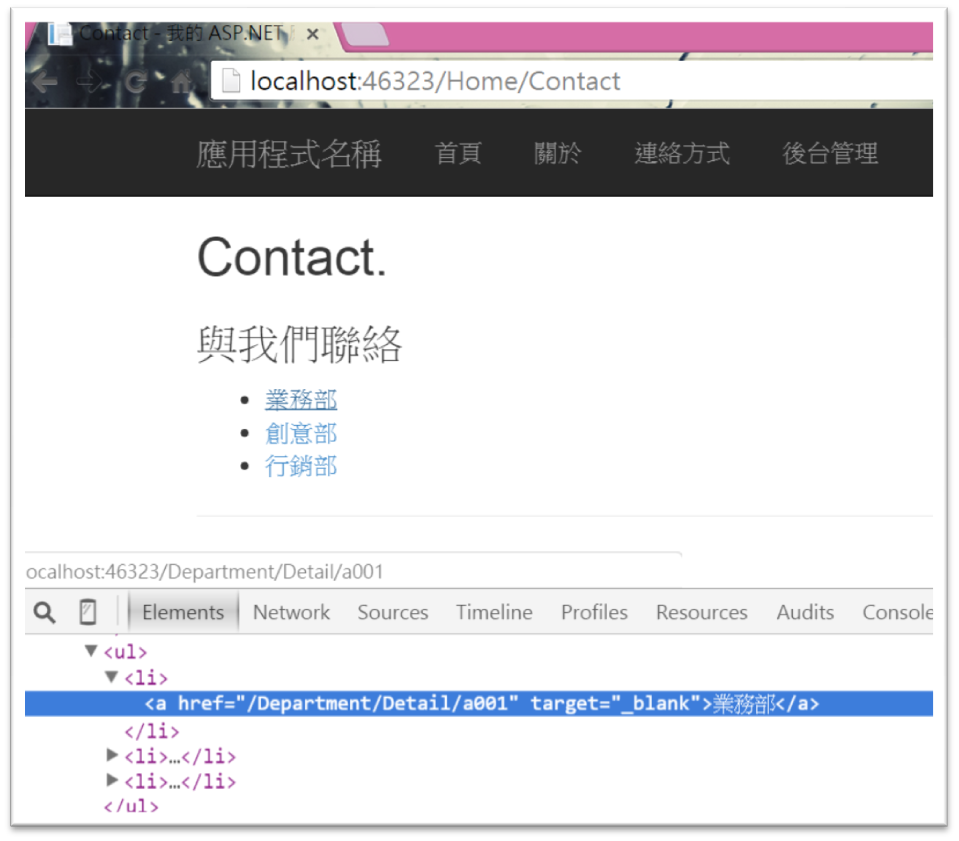 Contact - 我的 ASP.NET
localhost:46323/Home/Contact
應用程式名稱 首頁 關於 連絡方式 後台管理
Contact.
與我們聯絡
業務部
創意部
行銷部
ocalhost:46323/Department/Detail/a001
Elements Network Sources Timeline Profiles Resources Audits Console
<ul>
<li>
<a href="/Department/Detail/a001" target="_blank">業務部</a>
</li>
<li>…</li>
<li>…</li>
</ul>